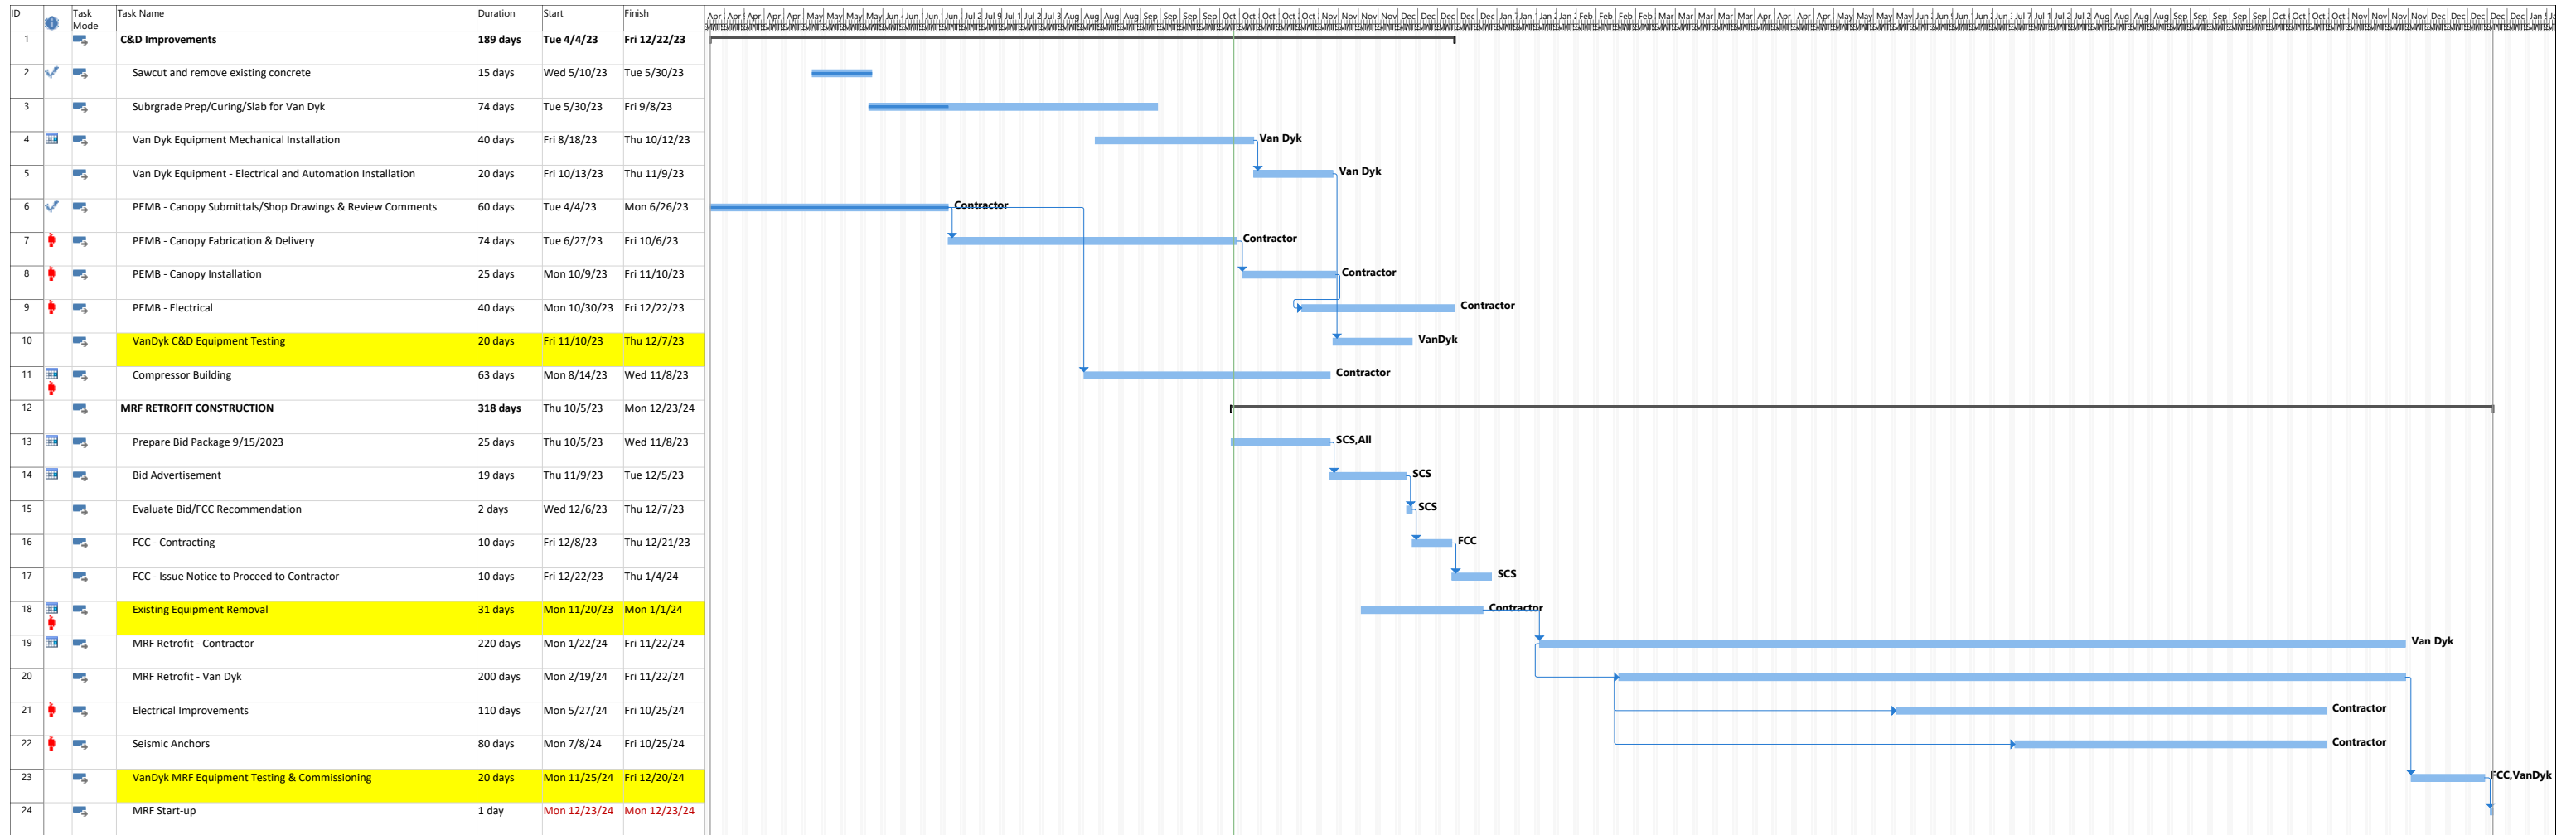 ID Task Mode Task Name Duration Start Finish
1 C&D Improvements 189 days Tue 4/4/23 Fri 12/22/23
2 Sawcut and remove existing concrete 15 days Wed 5/10/23 Tue 5/30/23
3 Subrgrade Prep/Curing/Slab for Van Dyk 74 days Tue 5/30/23 Fri 9/8/23
4 Van Dyk Equipment Mechanical Installation 40 days Fri 8/18/23 Thu 10/12/23 Van Dyk
5 Van Dyk Equipment - Electrical and Automation Installation 20 days Fri 10/13/23 Thu 11/9/23 Van Dyk
6 PEMB - Canopy Submittals/Shop Drawings & Review Comments 60 days Tue 4/4/23 Mon 6/26/23 Contractor
7 PEMB - Canopy Fabrication & Delivery 74 days Tue 6/27/23 Fri 10/6/23 Contractor
8 PEMB - Canopy Installation 25 days Mon 10/9/23 Fri 11/10/23 Contractor
9 PEMB - Electrical 40 days Mon 10/30/23 Fri 12/22/23 Contractor
10 VanDyk C&D Equipment Testing 20 days Fri 11/10/23 Thu 12/7/23 VanDyk
11 Compressor Building 63 days Mon 8/14/23 Wed 11/8/23 Contractor
12 MRF RETROFIT CONSTRUCTION 318 days Thu 10/5/23 Mon 12/23/24
13 Prepare Bid Package 9/15/2023 25 days Thu 10/5/23 Wed 11/8/23 SCS,All
14 Bid Advertisement 19 days Thu 11/9/23 Tue 12/5/23 SCS
15 Evaluate Bid/FCC Recommendation 2 days Wed 12/6/23 Thu 12/7/23 SCS
16 FCC - Contracting 10 days Fri 12/8/23 Thu 12/21/23 FCC
17 FCC - Issue Notice to Proceed to Contractor 10 days Fri 12/22/23 Thu 1/4/24 SCS
18 Existing Equipment Removal 31 days Mon 11/20/23 Mon 1/1/24 Contractor
19 MRF Retrofit - Contractor 220 days Mon 1/22/24 Fri 11/22/24 Van Dyk
20 MRF Retrofit - Van Dyk 200 days Mon 2/19/24 Fri 11/22/24
21 Electrical Improvements 110 days Mon 5/27/24 Fri 10/25/24 Contractor
22 Seismic Anchors 80 days Mon 7/8/24 Fri 10/25/24 Contractor
23 VanDyk MRF Equipment Testing & Commissioning 20 days Mon 11/25/24 Fri 12/20/24 FCC,VanDyk
24 MRF Start-up 1 day Mon 12/23/24 Mon 12/23/24